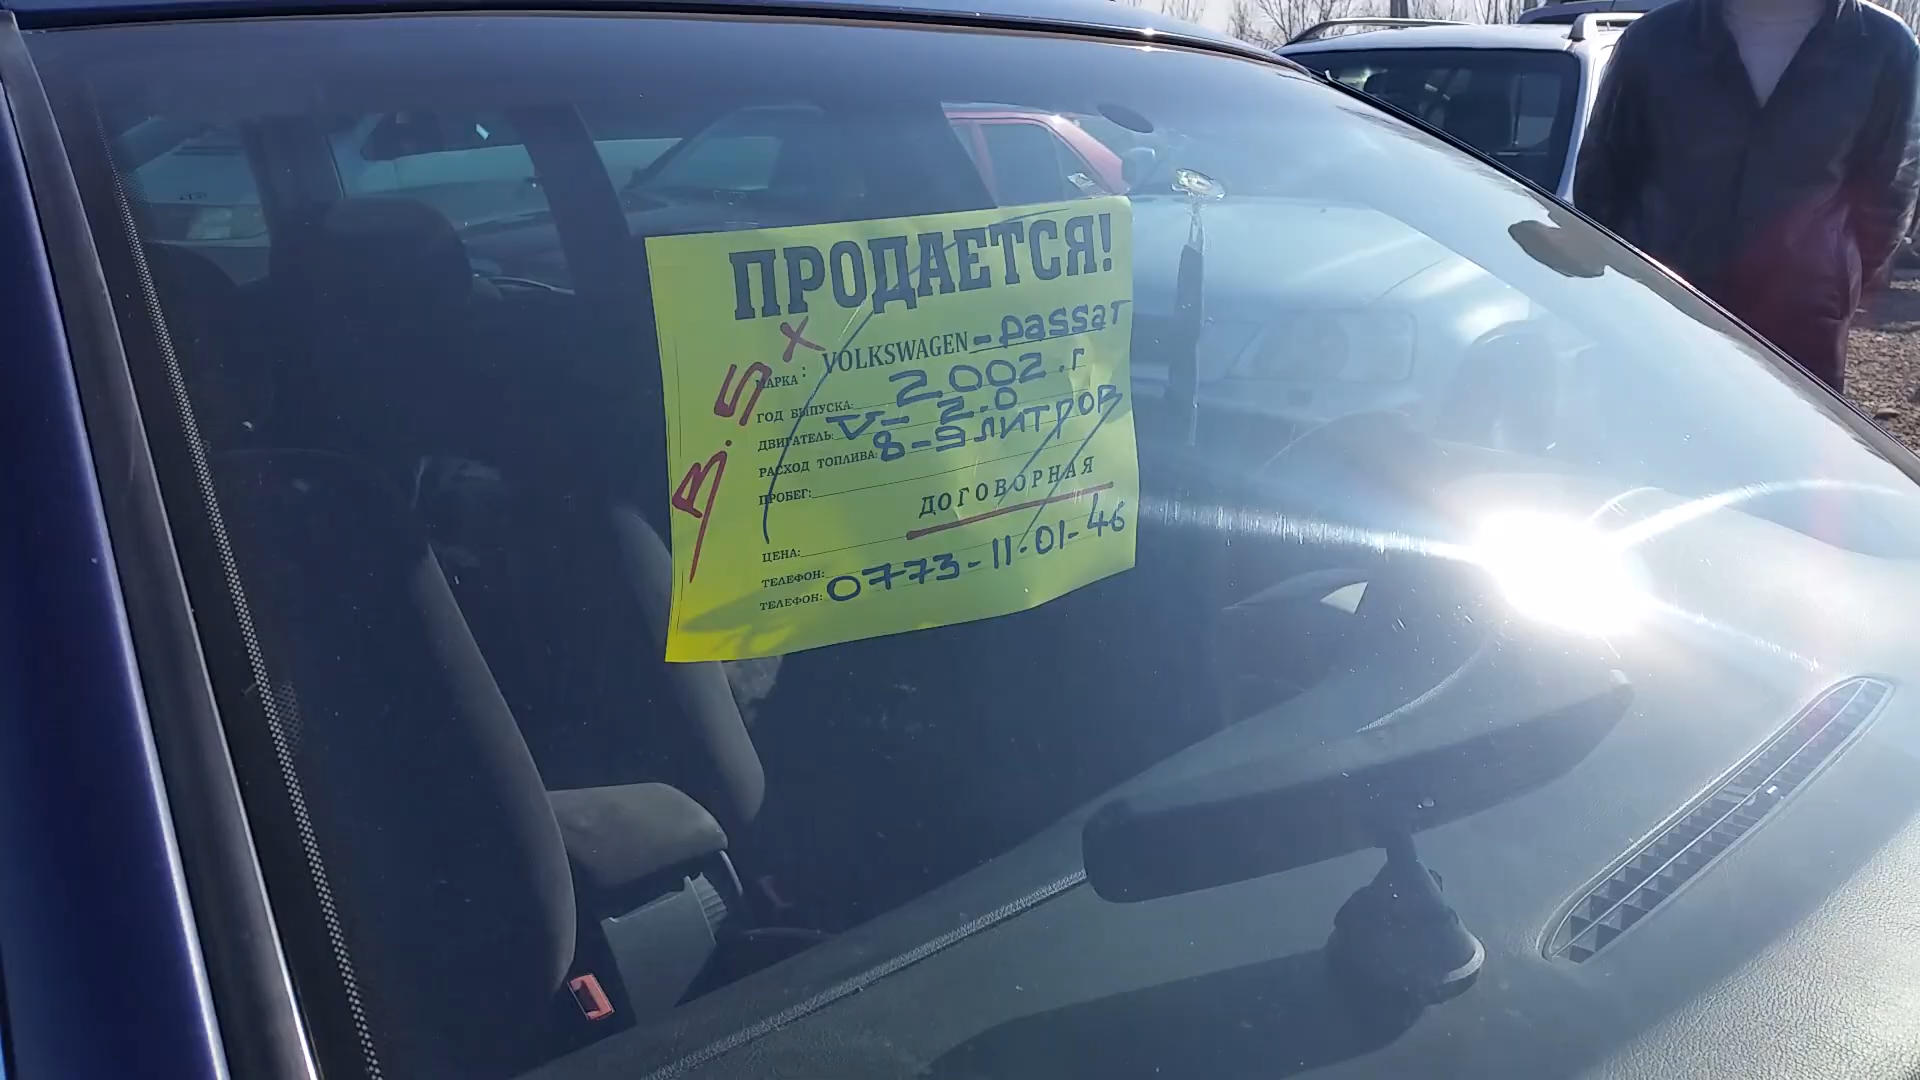 ПРОДАЕТСЯ!
МАРКА: VOLKSWAGEN-passat
ГОД ВЫПУСКА: 2002.г
ДВИГАТЕЛЬ: V-2.0
РАСХОД ТОПЛИВА: 8-9 ЛИТРОВ
ПРОБЕГ:
ДОГОВОРНАЯ
ЦЕНА:
ТЕЛЕФОН: 0773-11-01-46
ТЕЛЕФОН: